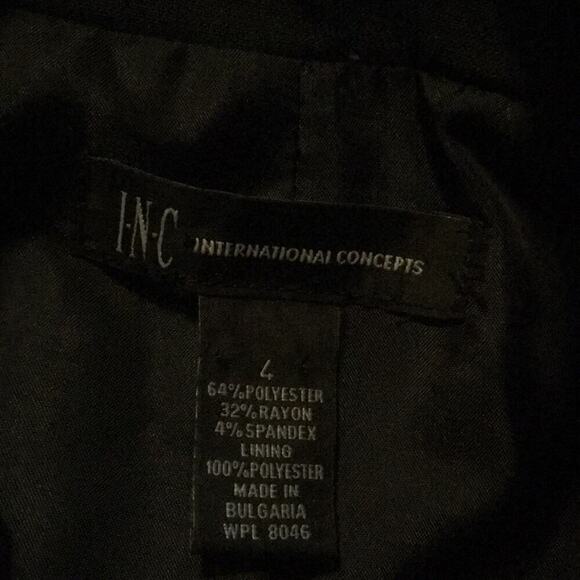 I·N·C INTERNATIONAL CONCEPTS
4
64%POLYESTER
32%RAYON
4%SPANDEX
LINING
100%POLYESTER
MADE IN
BULGARIA
WPL 8046